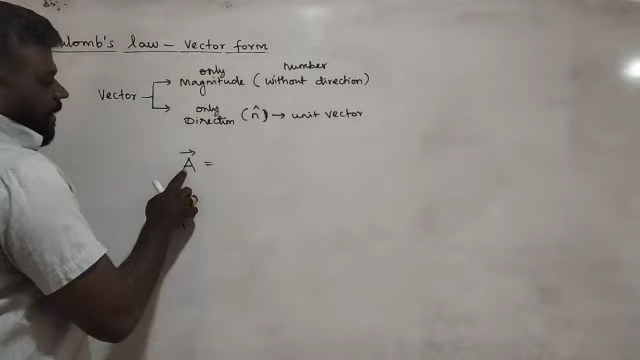 ulomb's law - vector form
only number
Vector → Magnitude (without direction)
only
→ Direction (n̂) → unit vector
A⃗ =